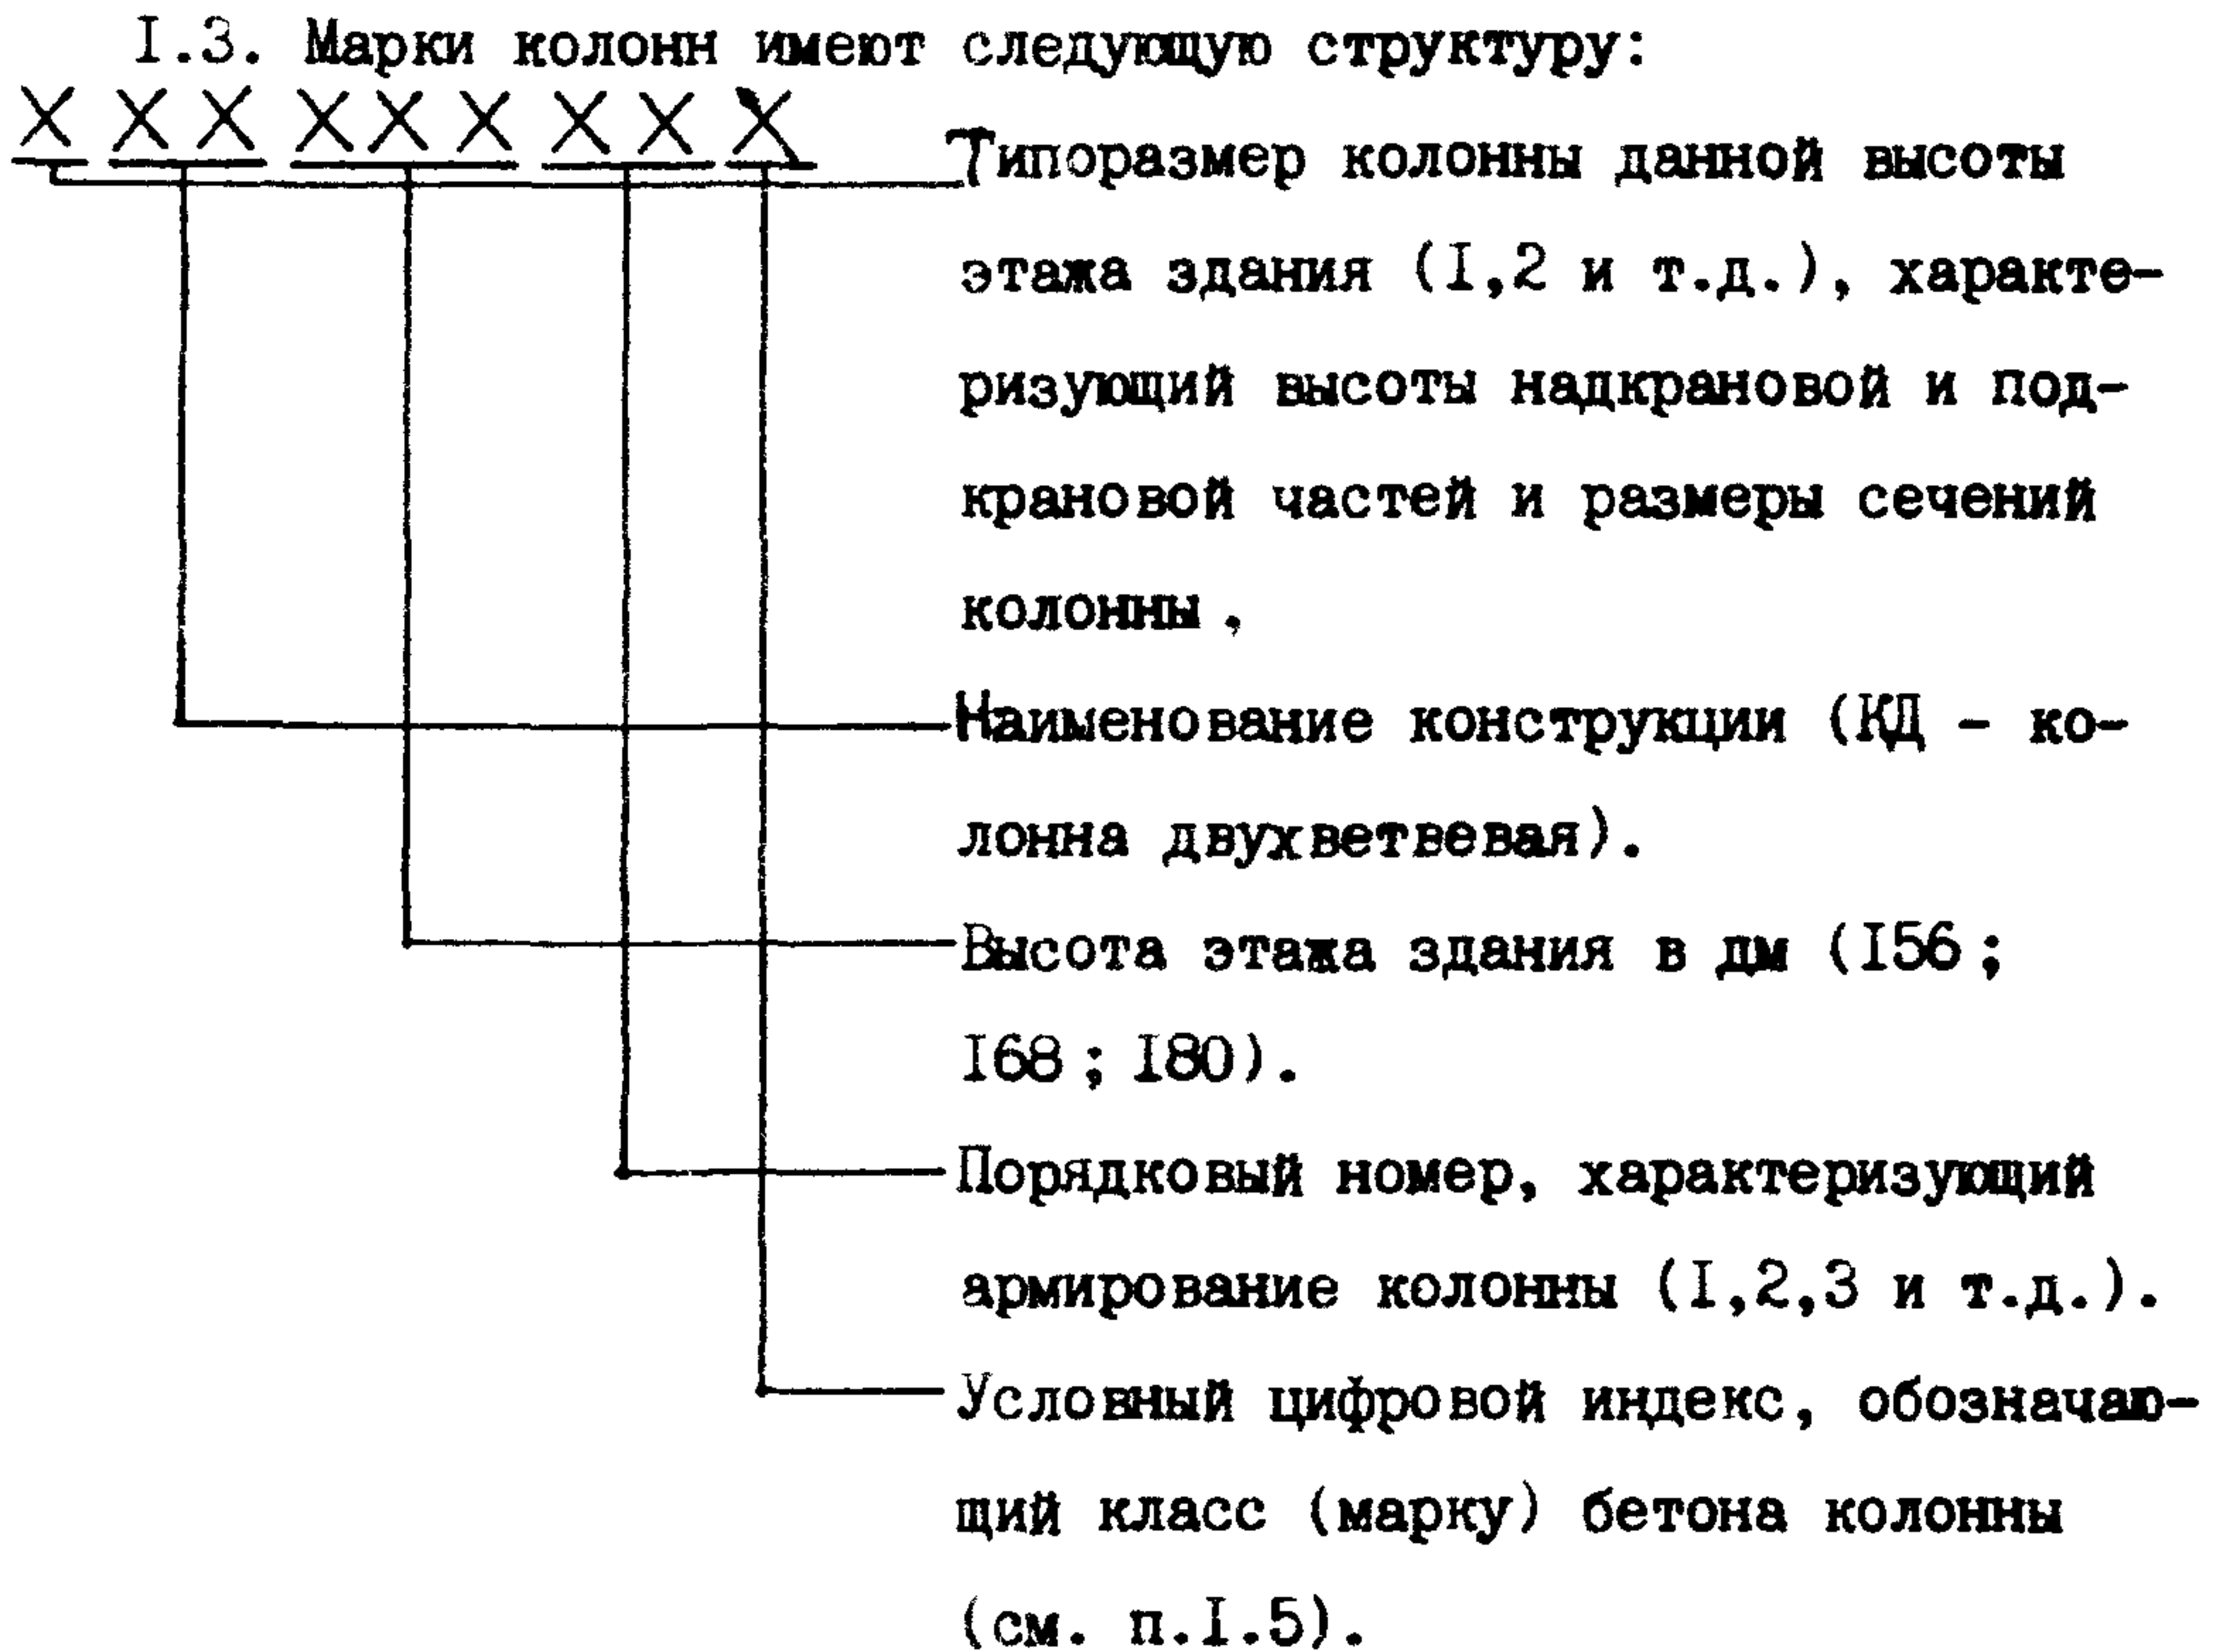 I.3. Марки колонн имеют следующую структуру:
X XX XXX XX X
Типоразмер колонны данной высоты
этажа здания (I,2 и т.д.), характе-
ризующий высоты надкрановой и под-
крановой частей и размеры сечений
колонны,
Наименование конструкции (КД - ко-
лонна двухветвевая).
Высота этажа здания в дм (I56;
I68; I80).
Порядковый номер, характеризующий
армирование колонны (I,2,3 и т.д.).
Условный цифровой индекс, обозначаю-
щий класс (марку) бетона колонны
(см. п.I.5).